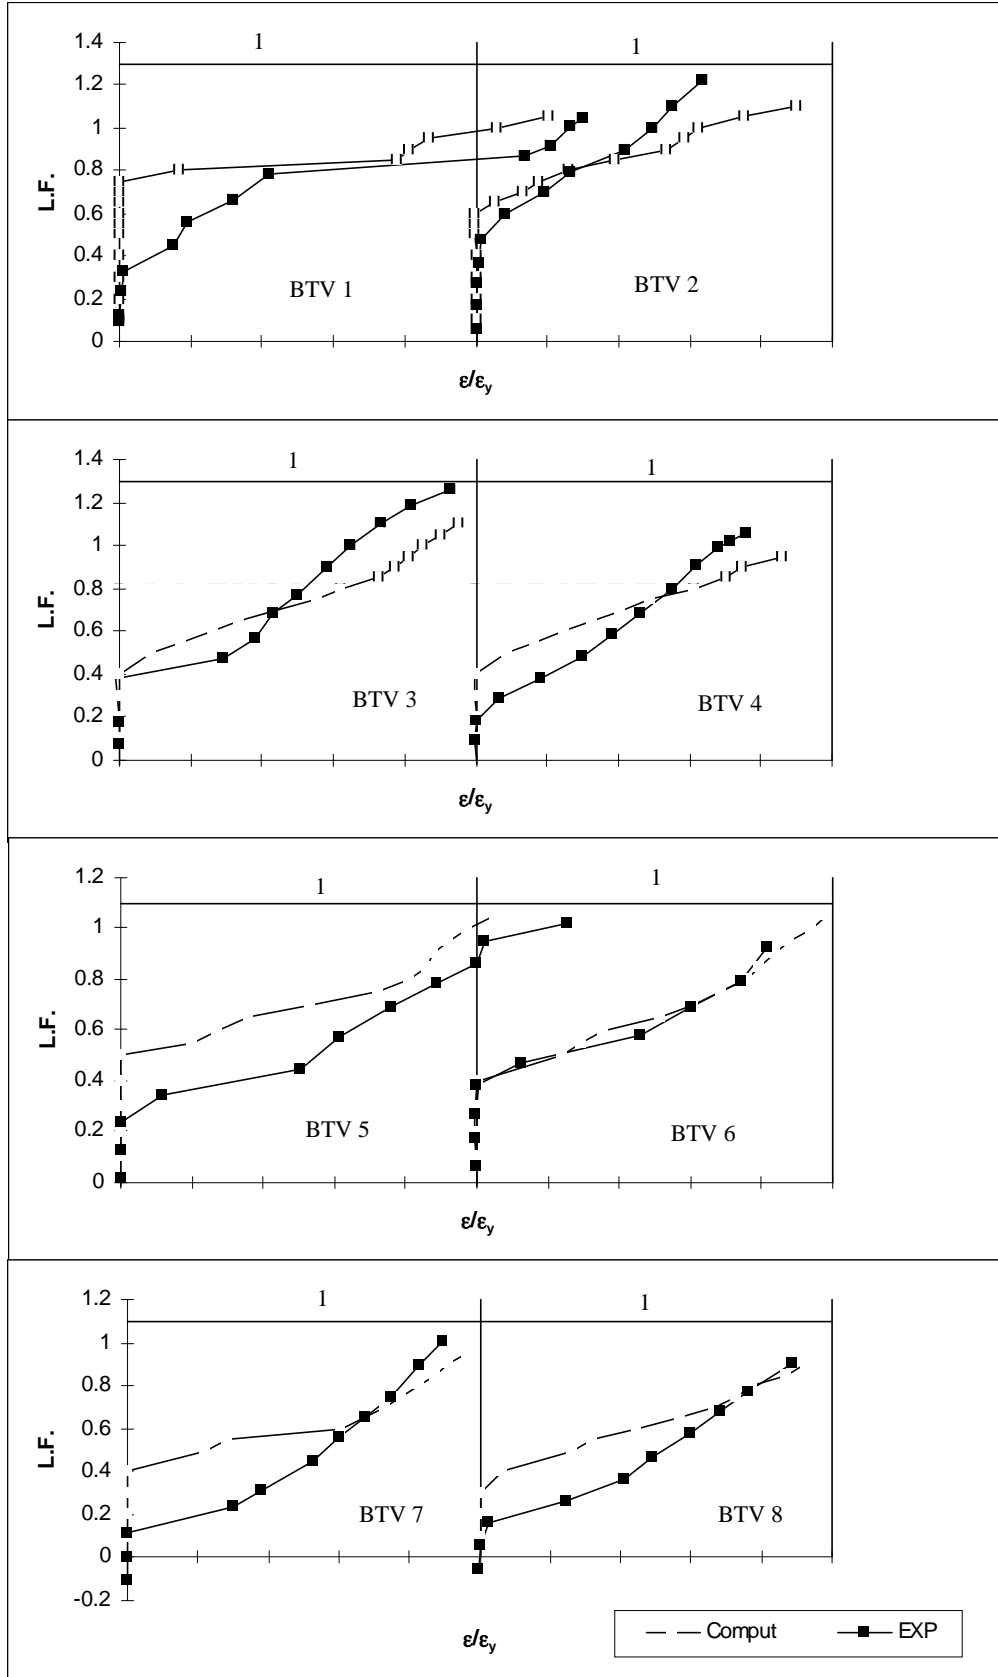 1 1
1.4
1.2
1
0.8
0.6
0.4
0.2
0
L.F.
BTV 1 BTV 2
ε/εy
1 1
1.4
1.2
1
0.8
0.6
0.4
0.2
0
L.F.
BTV 3 BTV 4
ε/εy
1 1
1.2
1
0.8
0.6
0.4
0.2
0
L.F.
BTV 5 BTV 6
ε/εy
1 1
1.2
1
0.8
0.6
0.4
0.2
0
-0.2
L.F.
BTV 7 BTV 8
ε/εy
Comput EXP